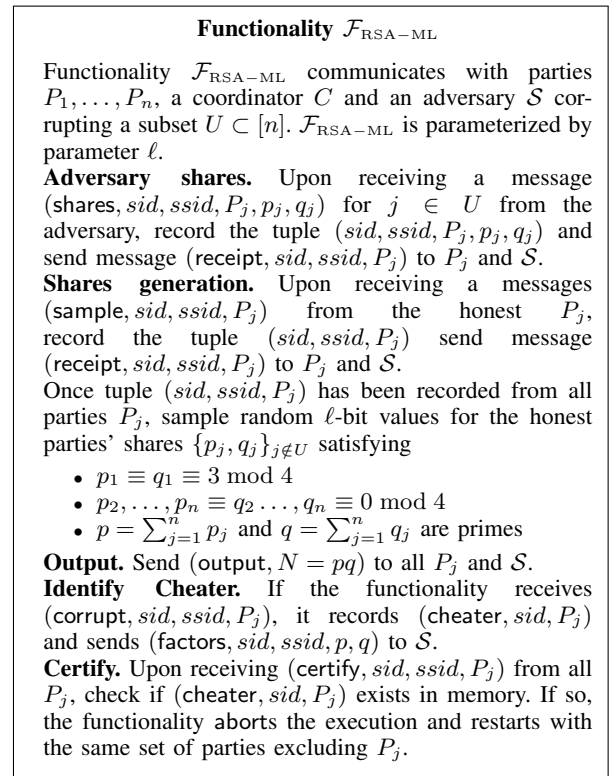 Functionality F_RSA−ML
Functionality F_RSA−ML communicates with parties
P_1, . . . , P_n, a coordinator C and an adversary S cor-
rupting a subset U ⊂ [n]. F_RSA−ML is parameterized by
parameter ℓ.
Adversary shares. Upon receiving a message
(shares, sid, ssid, P_j, p_j, q_j) for j ∈ U from the
adversary, record the tuple (sid, ssid, P_j, p_j, q_j) and
send message (receipt, sid, ssid, P_j) to P_j and S.
Shares generation. Upon receiving a messages
(sample, sid, ssid, P_j) from the honest P_j,
record the tuple (sid, ssid, P_j) send message
(receipt, sid, ssid, P_j) to P_j and S.
Once tuple (sid, ssid, P_j) has been recorded from all
parties P_j, sample random ℓ-bit values for the honest
parties' shares {p_j, q_j}_{j∉U} satisfying
• p_1 ≡ q_1 ≡ 3 mod 4
• p_2, . . . , p_n ≡ q_2 . . . , q_n ≡ 0 mod 4
• p = ∑_{j=1}^n p_j and q = ∑_{j=1}^n q_j are primes
Output. Send (output, N = pq) to all P_j and S.
Identify Cheater. If the functionality receives
(corrupt, sid, ssid, P_j), it records (cheater, sid, P_j)
and sends (factors, sid, ssid, p, q) to S.
Certify. Upon receiving (certify, sid, ssid, P_j) from all
P_j, check if (cheater, sid, P_j) exists in memory. If so,
the functionality aborts the execution and restarts with
the same set of parties excluding P_j.